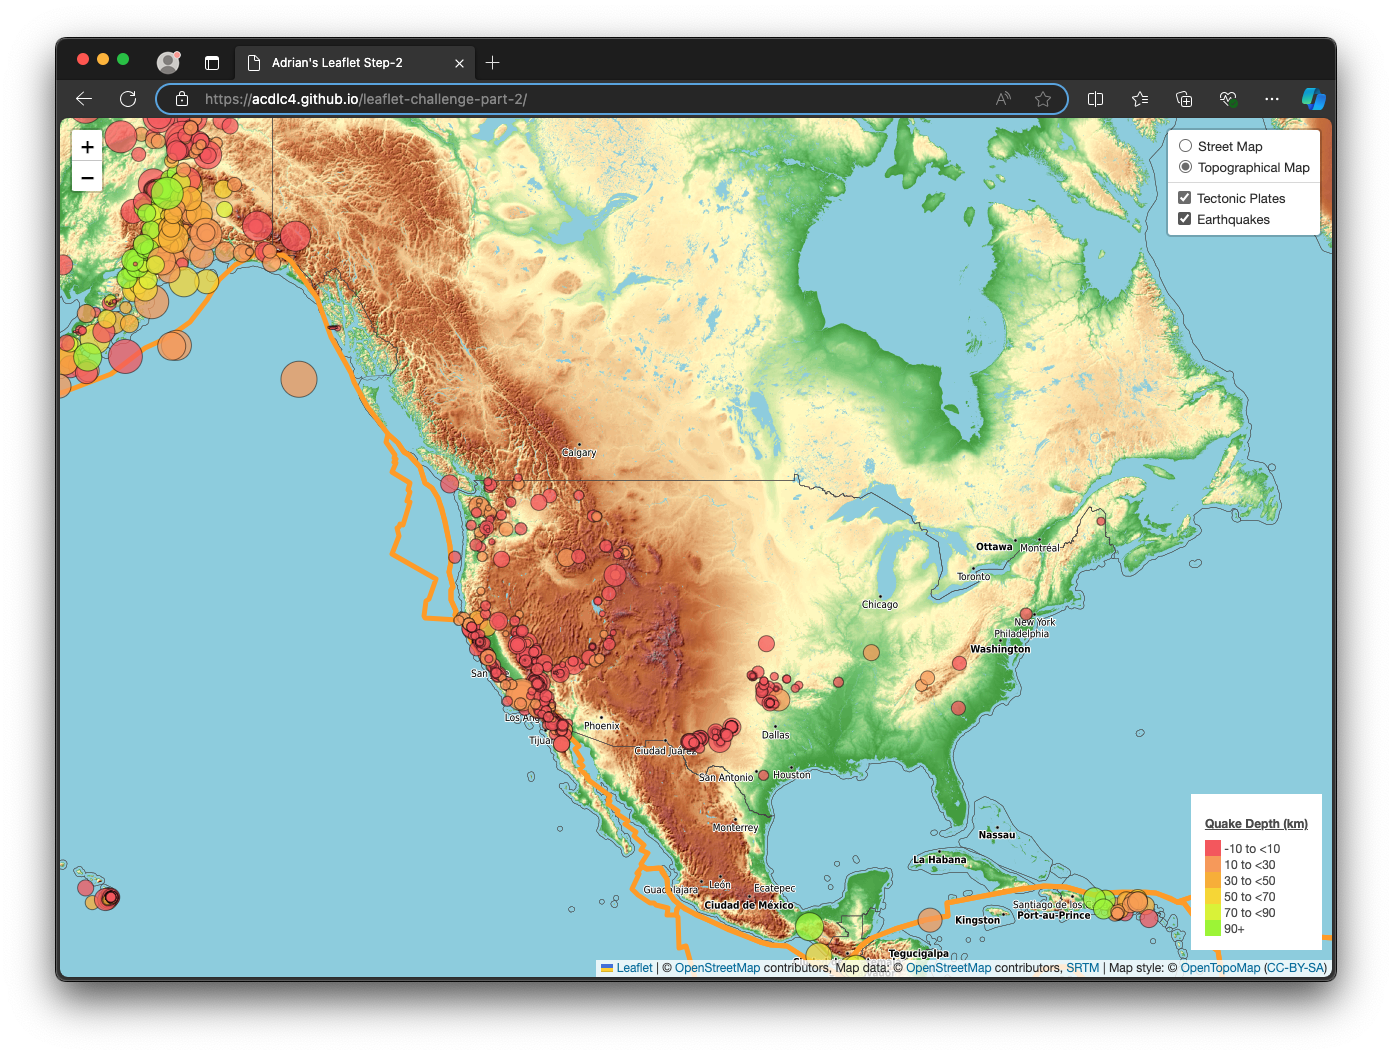 Adrian's Leaflet Step-2
https://acdlc4.github.io/leaflet-challenge-part-2/
+
−
Street Map
Topographical Map
Tectonic Plates
Earthquakes
Calgary
Ottawa
Montreal
Toronto
Chicago
New York
Philadelphia
Washington
San
Los Ang
Phoenix
Tijua
Dallas
Ciudad Juárez
San Antonio
Houston
Monterrey
Nassau
La Habana
León
Ecatepec
Ciudad de México
Santiago de los
Port-au-Prince
Kingston
Tegucigalpa
Quake Depth (km)
-10 to <10
10 to <30
30 to <50
50 to <70
70 to <90
90+
Leaflet | © OpenStreetMap contributors, Map data: © OpenStreetMap contributors, SRTM | Map style: © OpenTopoMap (CC-BY-SA)